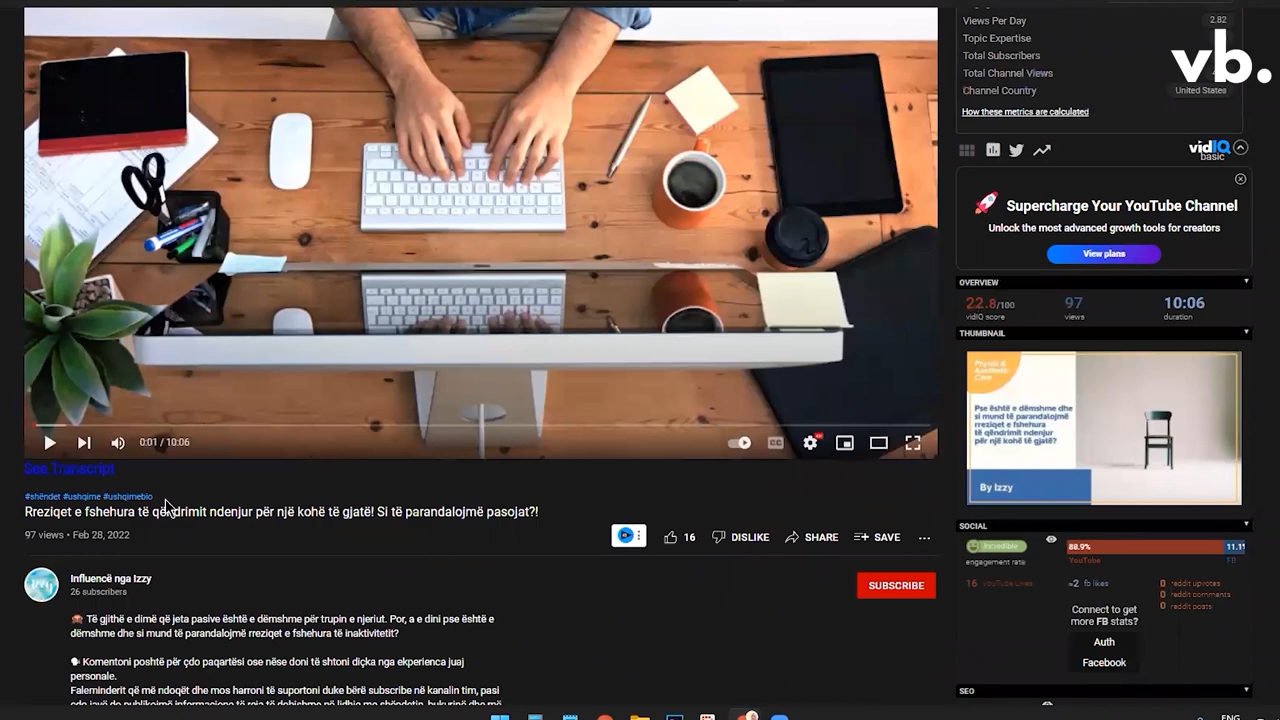 Views Per Day
2.82
Topic Expertise
Total Subscribers
Total Channel Views
Channel Country
United States
vb.
How these metrics are calculated
vidIQ
basic
Supercharge Your YouTube Channel
Unlock the most advanced growth tools for creators
View plans
OVERVIEW
22.8/100
vidIQ score
97
views
10:06
duration
THUMBNAIL
Physio &
Aesthetic
Care
Pse është e dëmshme dhe
si mund të parandalojmë
rreziqet e fshehura
të qëndrimit ndenjur
për një kohë të gjatë?
By Izzy
0:01 / 10:06
CC
See Transcript
#shëndet #ushqime #ushqimebio
Rreziqet e fshehura të qëndrimit ndenjur për një kohë të gjatë! Si të parandalojmë pasojat?!
97 views • Feb 28, 2022
16
DISLIKE
SHARE
SAVE
Influencë nga Izzy
26 subscribers
SUBSCRIBE
Të gjithë e dimë që jeta pasive është e dëmshme për trupin e njeriut. Por, a e dini pse është e
dëmshme dhe si mund të parandalojmë rreziqet e fshehura të inaktivitetit?
Komentoni poshtë për çdo paqartësi ose nëse doni të shtoni diçka nga ekperienca juaj
personale.
Faleminderit që më ndoqët dhe mos harroni të suportoni duke bërë subscribe në kanalin tim, pasi
SOCIAL
Incredible
engagement rate
88.9%
YouTube
11.1%
FB
16 YouTube likes
≈2 fb likes
0 reddit upvotes
0 reddit comments
0 reddit posts
Connect to get
more FB stats?
Auth
Facebook
SEO
ENG